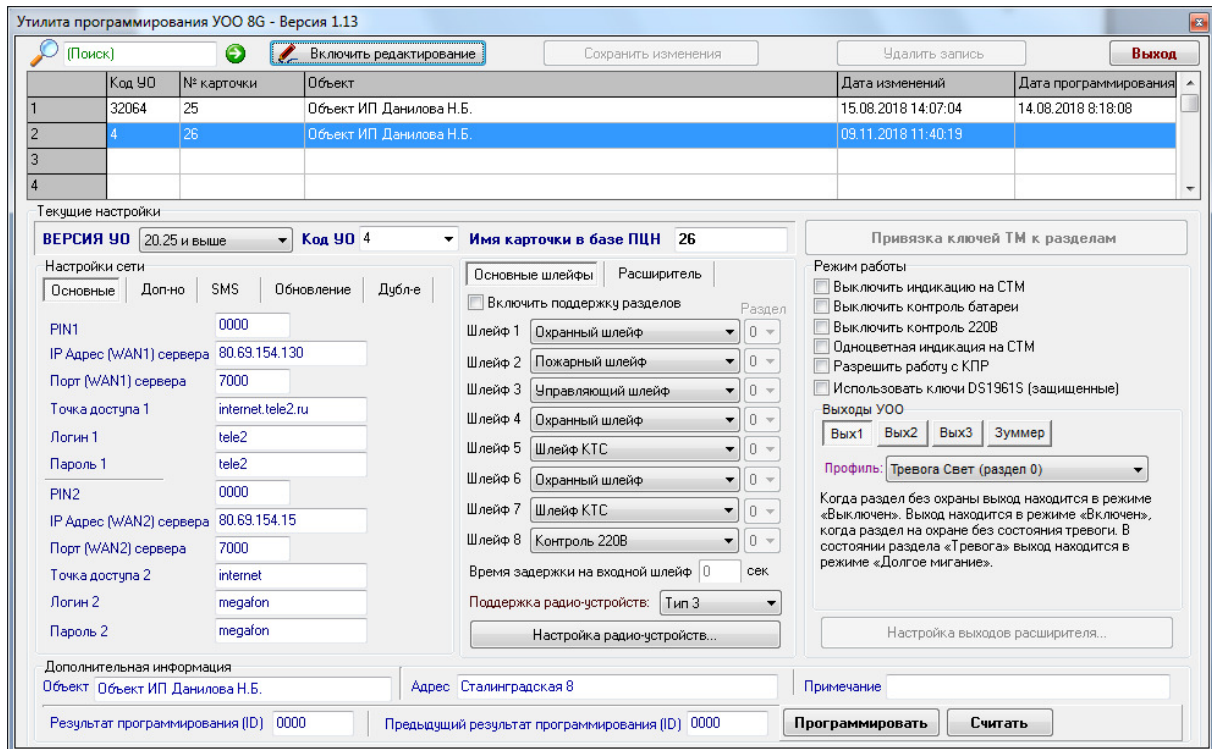 Утилита программирования УОО 8G - Версия 1.13
(Поиск) Включить редактирование Сохранить изменения Удалить запись Выход
Код УО № карточки Объект Дата изменений Дата программирования
1 32064 25 Объект ИП Данилова Н.Б. 15.08.2018 14:07:04 14.08.2018 8:18:08
2 4 26 Объект ИП Данилова Н.Б. 09.11.2018 11:40:19
3
4
Текущие настройки
ВЕРСИЯ УО 20.25 и выше Код УО 4 Имя карточки в базе ПЦН 26 Привязка ключей ТМ к разделам
Настройки сети
Основные Доп-но SMS Обновление Дубл-е
PIN1 0000
IP Адрес (WAN1) сервера 80.69.154.130
Порт (WAN1) сервера 7000
Точка доступа 1 internet.tele2.ru
Логин 1 tele2
Пароль 1 tele2
PIN2 0000
IP Адрес (WAN2) сервера 80.69.154.15
Порт (WAN2) сервера 7000
Точка доступа 2 internet
Логин 2 megafon
Пароль 2 megafon
Основные шлейфы Расширитель
Включить поддержку разделов Раздел
Шлейф 1 Охранный шлейф 0
Шлейф 2 Пожарный шлейф 0
Шлейф 3 Управляющий шлейф 0
Шлейф 4 Охранный шлейф 0
Шлейф 5 Шлейф КТС 0
Шлейф 6 Охранный шлейф 0
Шлейф 7 Шлейф КТС 0
Шлейф 8 Контроль 220В 0
Время задержки на входной шлейф 0 сек
Поддержка радио-устройств: Тип 3
Настройка радио-устройств...
Режим работы
Выключить индикацию на СТМ
Выключить контроль батареи
Выключить контроль 220В
Одноцветная индикация на СТМ
Разрешить работу с КПР
Использовать ключи DS1961S (защищенные)
Выходы УОО
Вых1 Вых2 Вых3 Зуммер
Профиль: Тревога Свет (раздел 0)
Когда раздел без охраны выход находится в режиме
«Выключен». Выход находится в режиме «Включен»,
когда раздел на охране без состояния тревоги. В
состоянии раздела «Тревога» выход находится в
режиме «Долгое мигание».
Настройка выходов расширителя...
Дополнительная информация
Объект Объект ИП Данилова Н.Б. Адрес Сталинградская 8 Примечание
Результат программирования (ID) 0000 Предыдущий результат программирования (ID) 0000 Программировать Считать